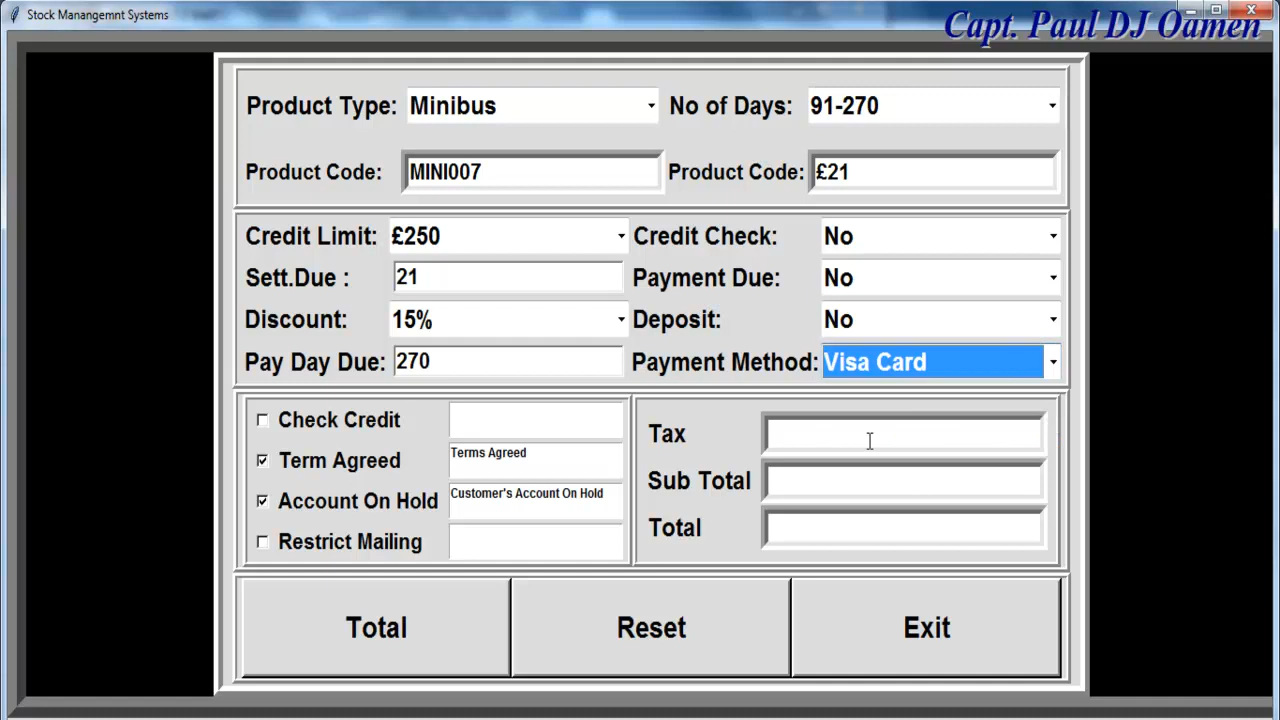 Stock Manangemnt Systems
Capt. Paul DJ Oamen
Product Type: Minibus No of Days: 91-270
Product Code: MINI007 Product Code: £21
Credit Limit: £250 Credit Check: No
Sett.Due : 21 Payment Due: No
Discount: 15% Deposit: No
Pay Day Due: 270 Payment Method: Visa Card
Check Credit
Term Agreed Terms Agreed
Account On Hold Customer's Account On Hold
Restrict Mailing
Tax
Sub Total
Total
Total Reset Exit